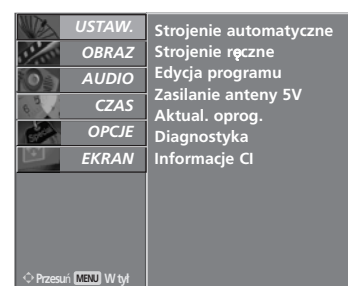 USTAW.
OBRAZ
AUDIO
CZAS
OPCJE
EKRAN
Przesuń MENU W tył
Strojenie automatyczne
Strojenie ręczne
Edycja programu
Zasilanie anteny 5V
Aktual. oprog.
Diagnostyka
Informacje CI